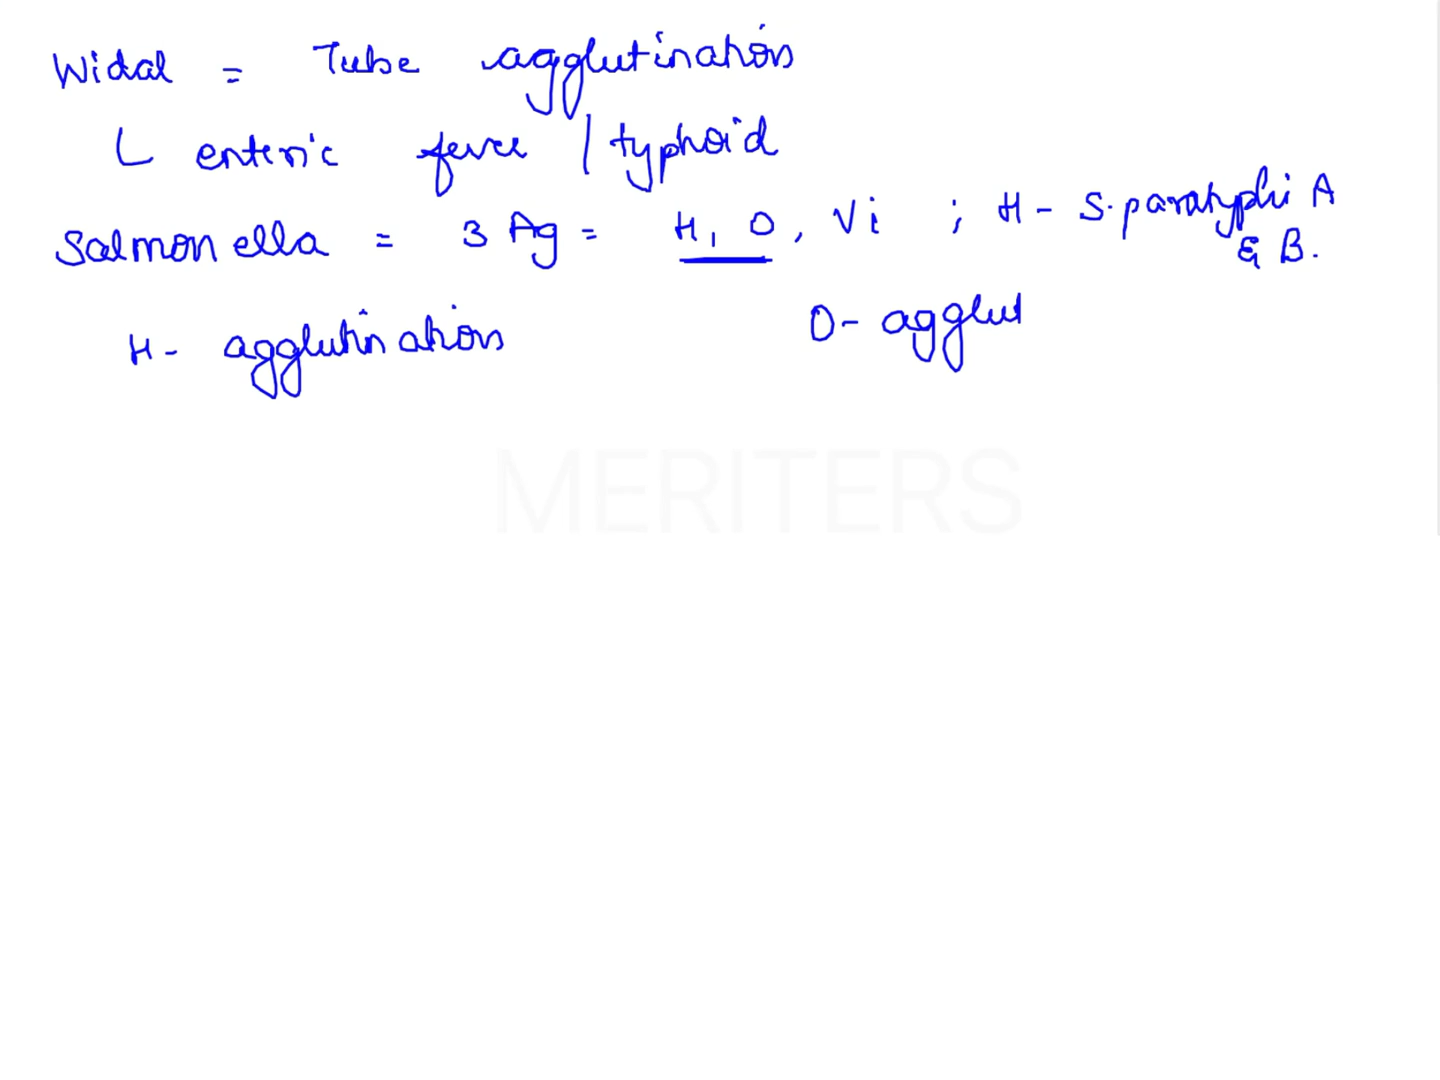 Widal = Tube agglutination
L enteric fever / typhoid
Salmonella = 3 Ag = H, O, Vi ; H - S. paratyphi A
& B.
H - agglutination O - agglut
MERITERS